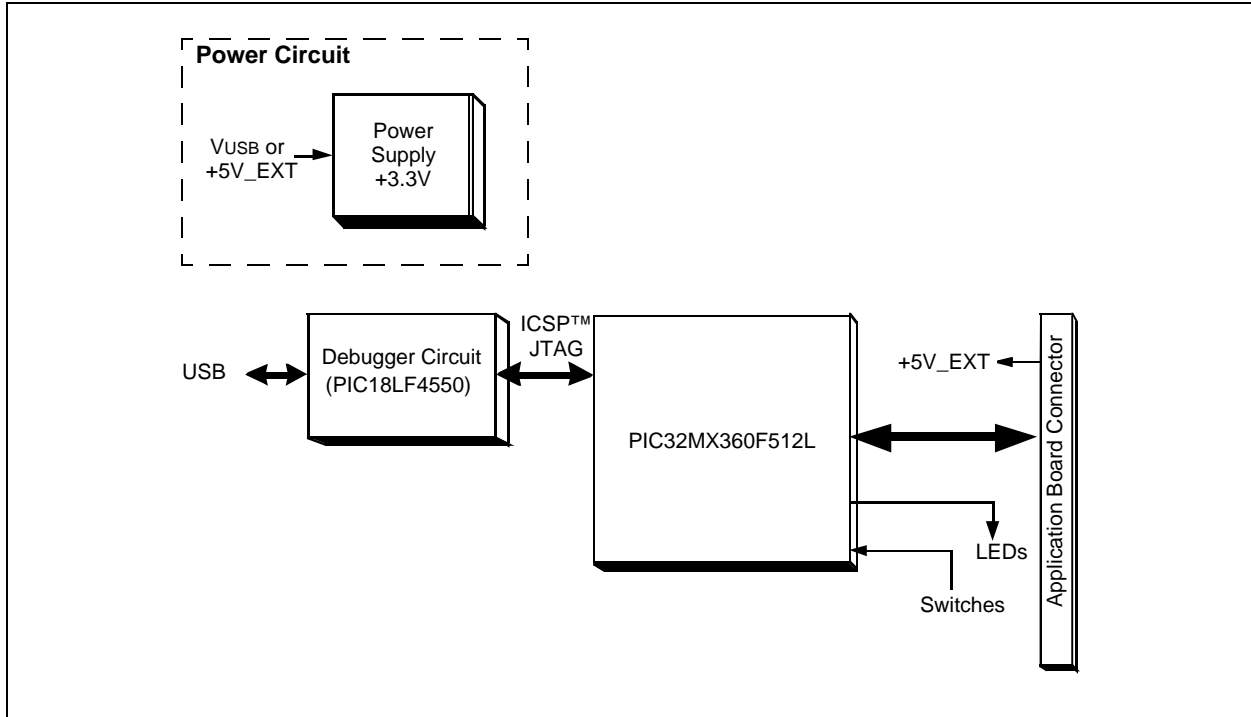 Power Circuit
Power
Supply
+3.3V
VUSB or
+5V_EXT
ICSP™
JTAG
USB
Debugger Circuit
(PIC18LF4550)
PIC32MX360F512L
+5V_EXT
LEDs
Switches
Application Board Connector